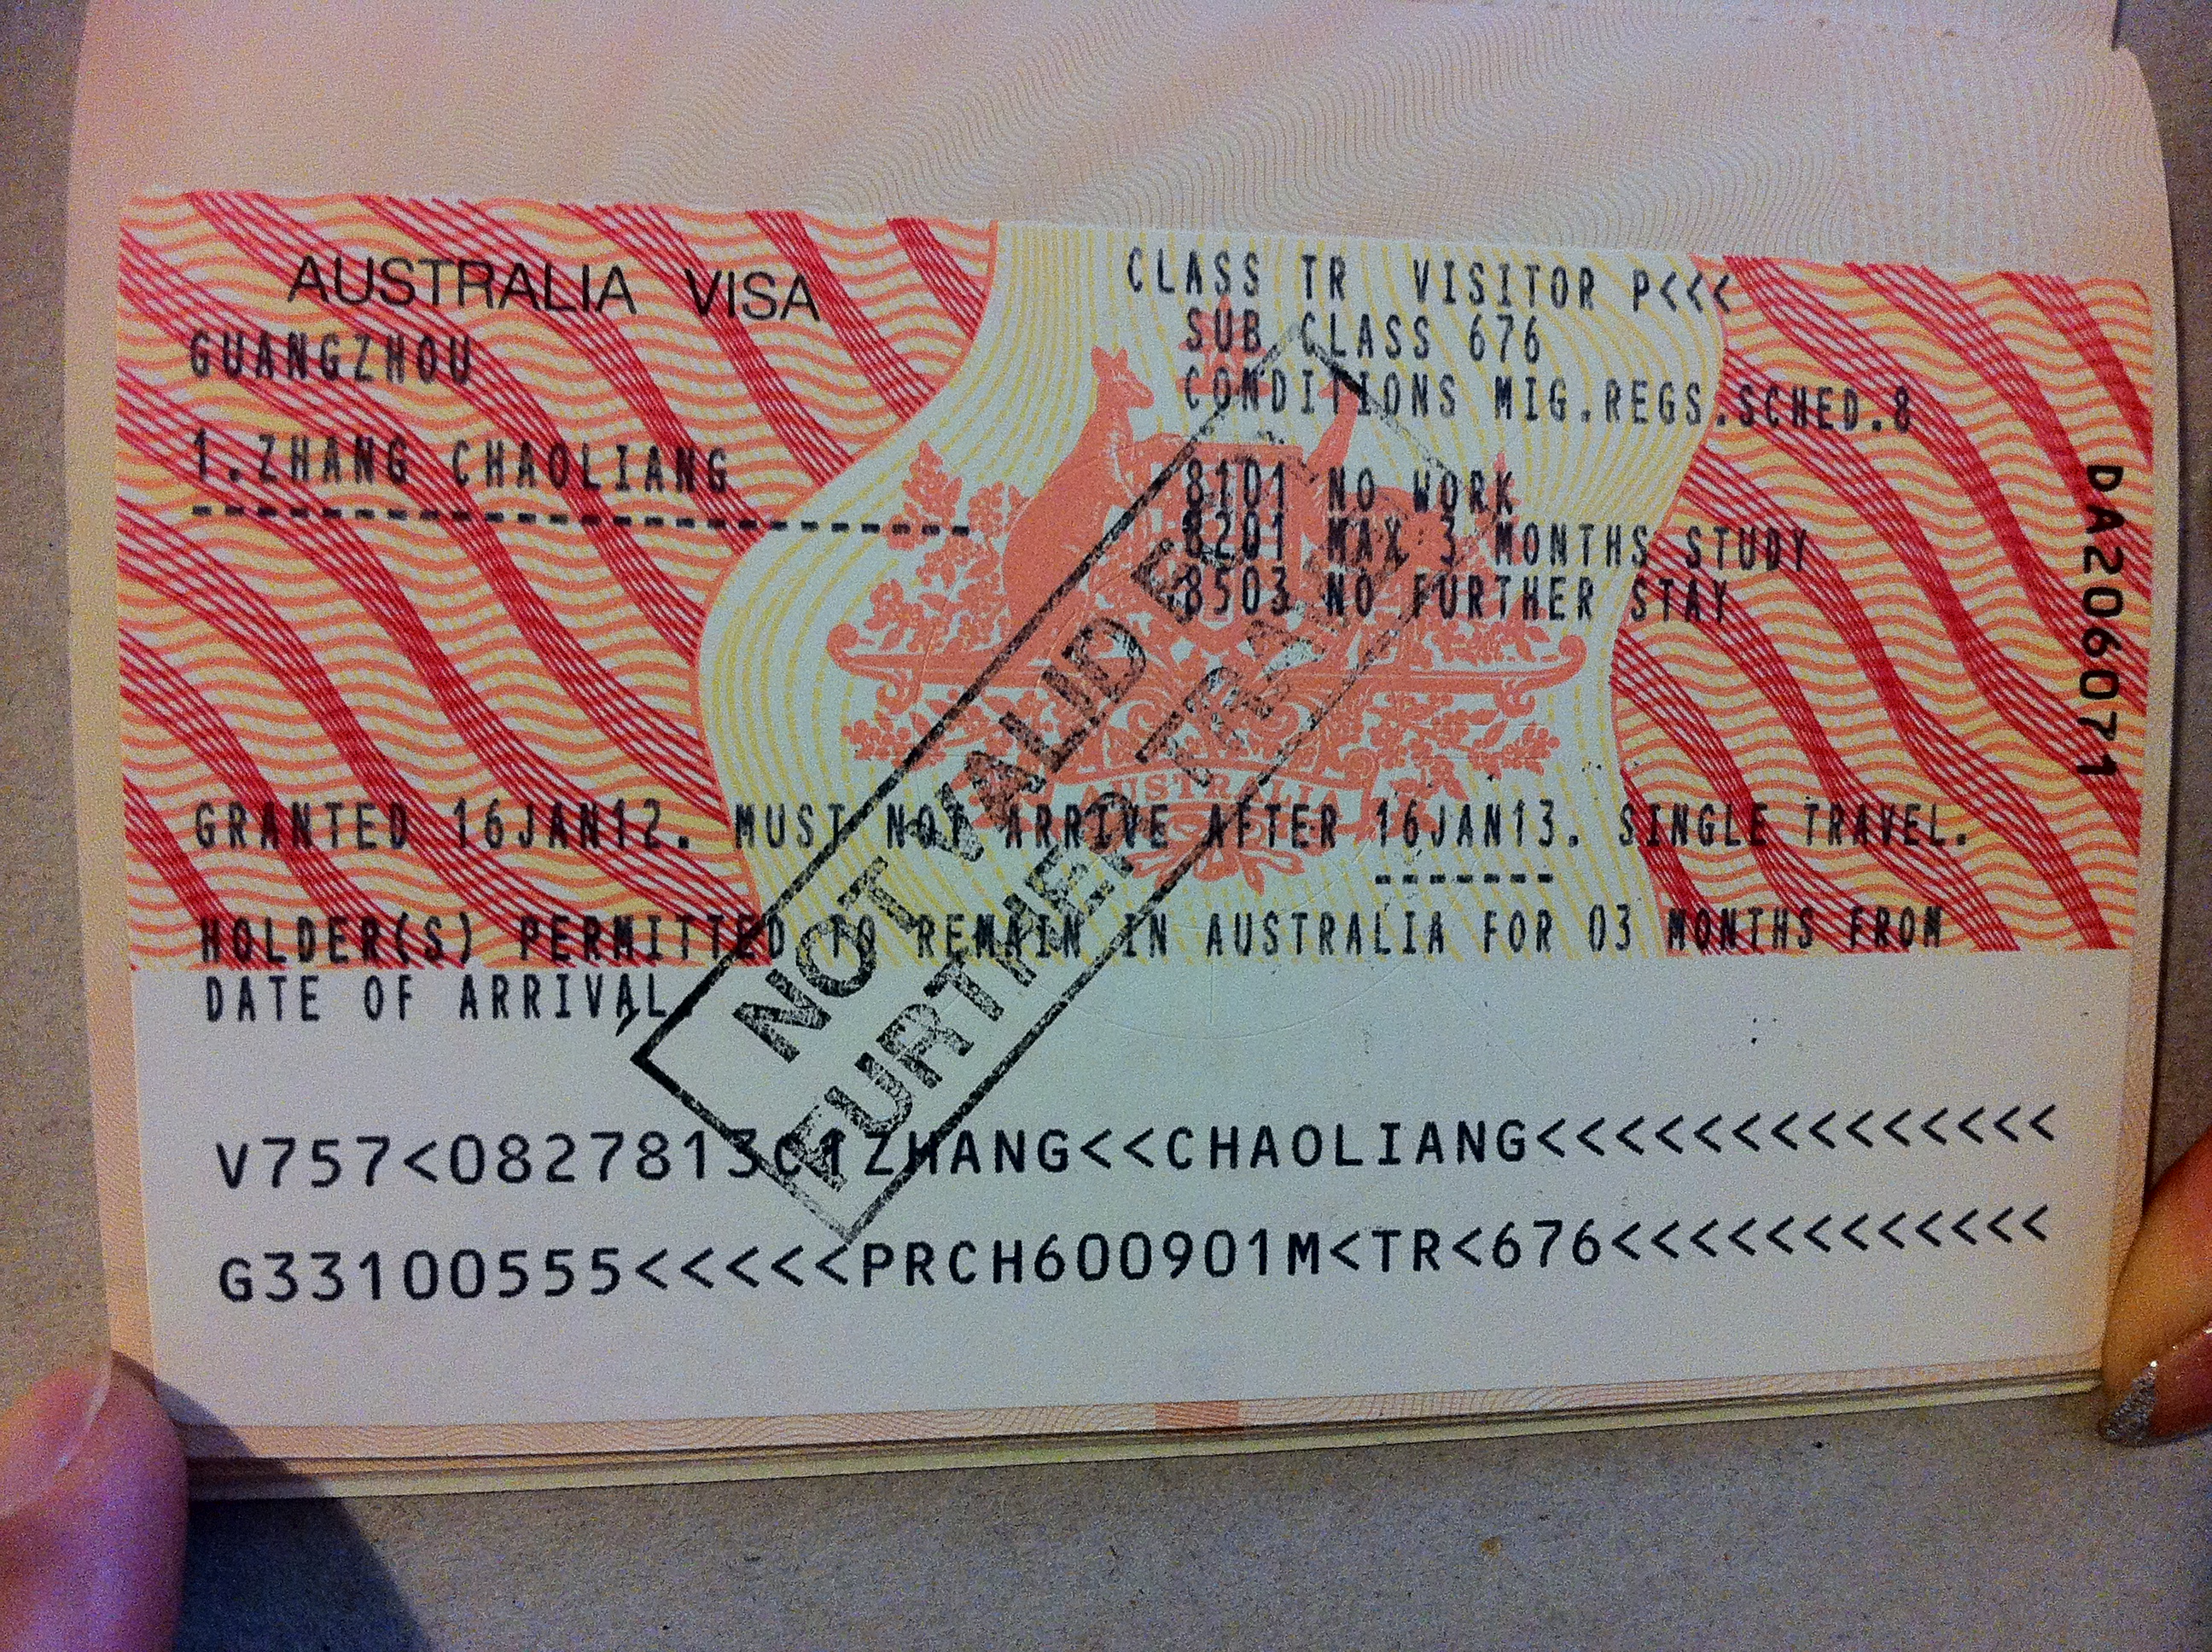 AUSTRALIA VISA
GUANGZHOU
1.ZHANG CHAOLIANG
-------------------
CLASS TR VISITOR P<<<
SUB CLASS 676
CONDITIONS MIG.REGS.SCHED.8
8101 NO WORK
8201 MAX 3 MONTHS STUDY
8503 NO FURTHER STAY
DA2066071
GRANTED 16JAN12. MUST NOT ARRIVE AFTER 16JAN13. SINGLE TRAVEL.
-------
HOLDER(S) PERMITTED TO REMAIN IN AUSTRALIA FOR 03 MONTHS FROM
DATE OF ARRIVAL
NOT VALID FOR
FURTHER TRAVEL
V757<0827813C1ZHANG<<CHAOLIANG<<<<<<<<<<<<<<
G33100555<<<<<PRCH600901M<TR<676<<<<<<<<<<<<